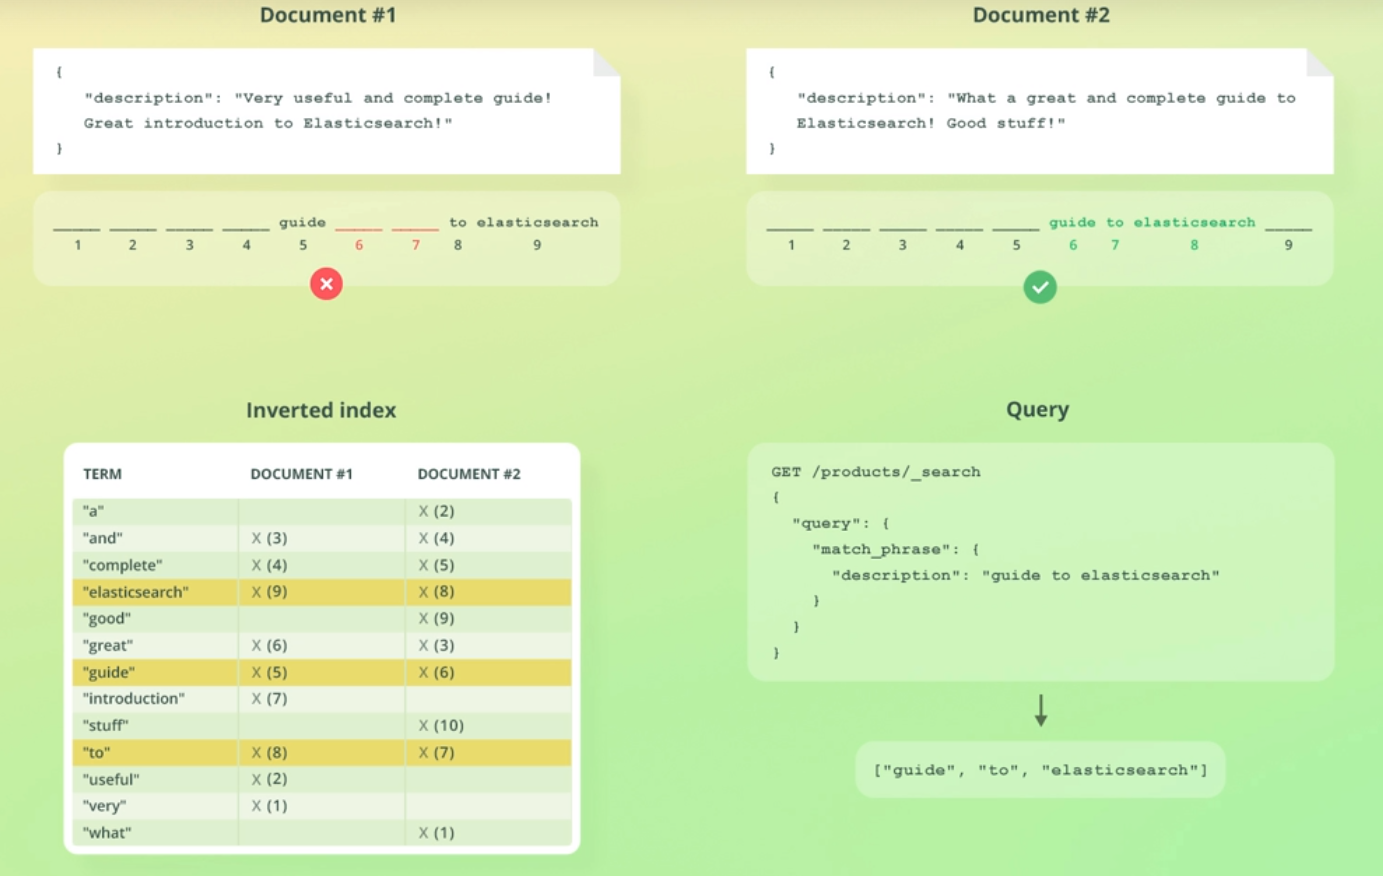 Document #1
{
"description": "Very useful and complete guide!
Great introduction to Elasticsearch!"
}
_____ _____ _____ _____ guide _____ _____ to elasticsearch
1 2 3 4 5 6 7 8 9
Document #2
{
"description": "What a great and complete guide to
Elasticsearch! Good stuff!"
}
_____ _____ _____ _____ _____ guide to elasticsearch _____
1 2 3 4 5 6 7 8 9
Inverted index
TERM DOCUMENT #1 DOCUMENT #2
"a" X (2)
"and" X (3) X (4)
"complete" X (4) X (5)
"elasticsearch" X (9) X (8)
"good" X (9)
"great" X (6) X (3)
"guide" X (5) X (6)
"introduction" X (7)
"stuff" X (10)
"to" X (8) X (7)
"useful" X (2)
"very" X (1)
"what" X (1)
Query
GET /products/_search
{
"query": {
"match_phrase": {
"description": "guide to elasticsearch"
}
}
}
["guide", "to", "elasticsearch"]